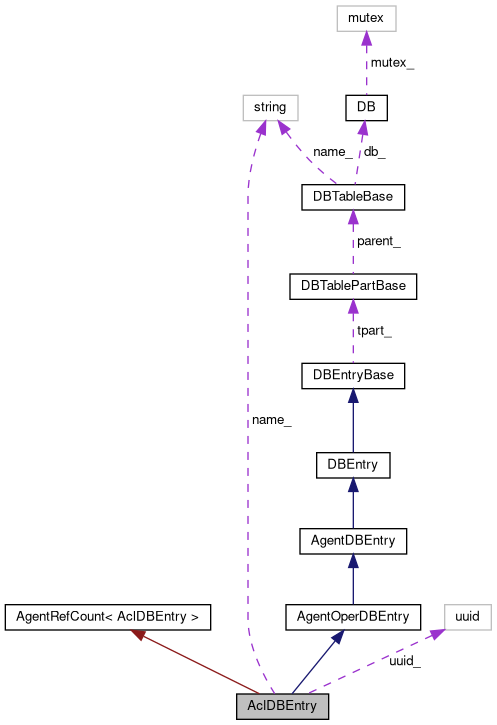 mutex
mutex_
string
DB
name_
db_
DBTableBase
parent_
DBTablePartBase
tpart_
DBEntryBase
name_
DBEntry
AgentDBEntry
AgentRefCount< AclDBEntry >
AgentOperDBEntry
uuid
uuid_
AclDBEntry